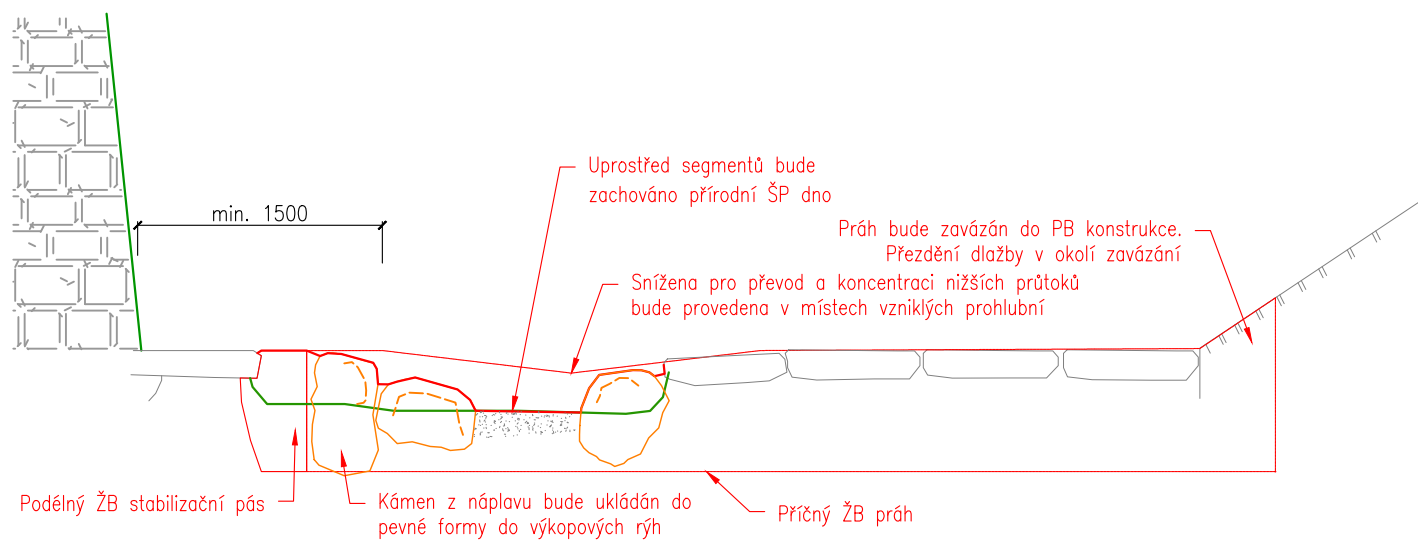 Uprostřed segmentů bude
zachováno přírodní ŠP dno
min. 1500
Práh bude zavázán do PB konstrukce.
Přezdění dlažby v okolí zavázání
Snížena pro převod a koncentraci nižších průtoků
bude provedena v místech vzniklých prohlubní
Podélný ŽB stabilizační pás
Kámen z náplavu bude ukládán do
pevné formy do výkopových rýh
Příčný ŽB práh